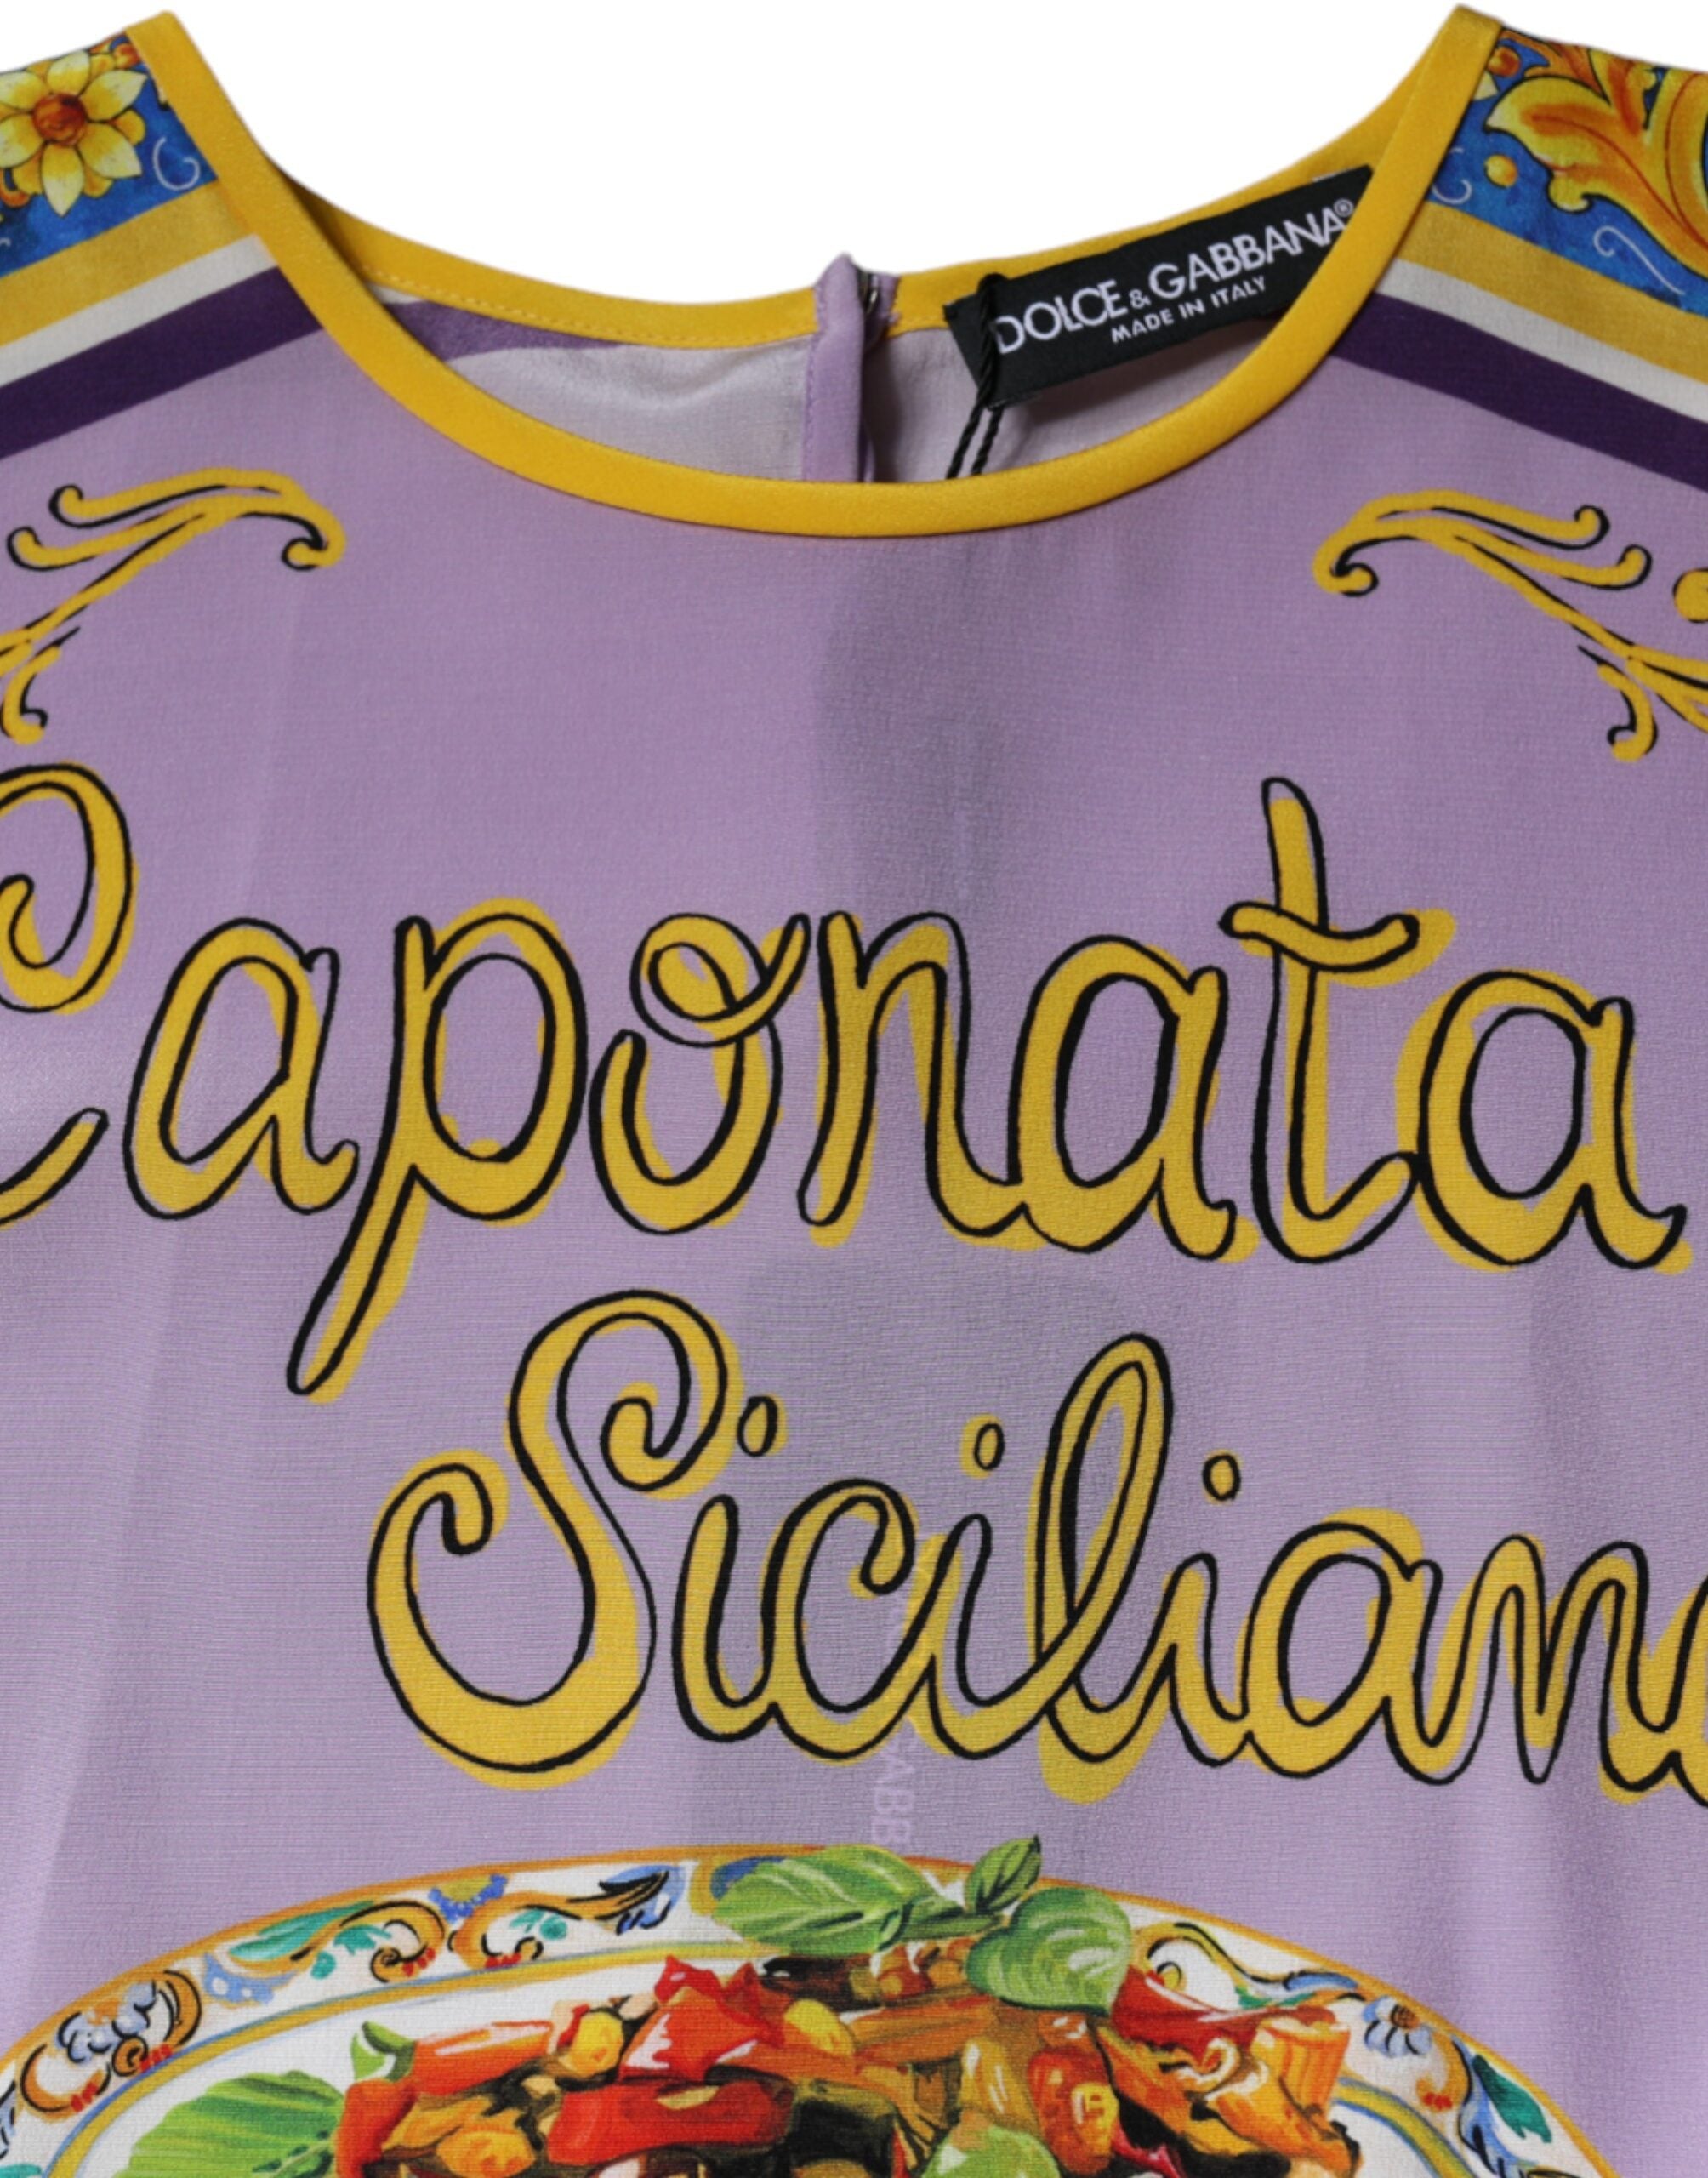 DOLCE & GABBANA®
MADE IN ITALY
Caponata
Sicilian